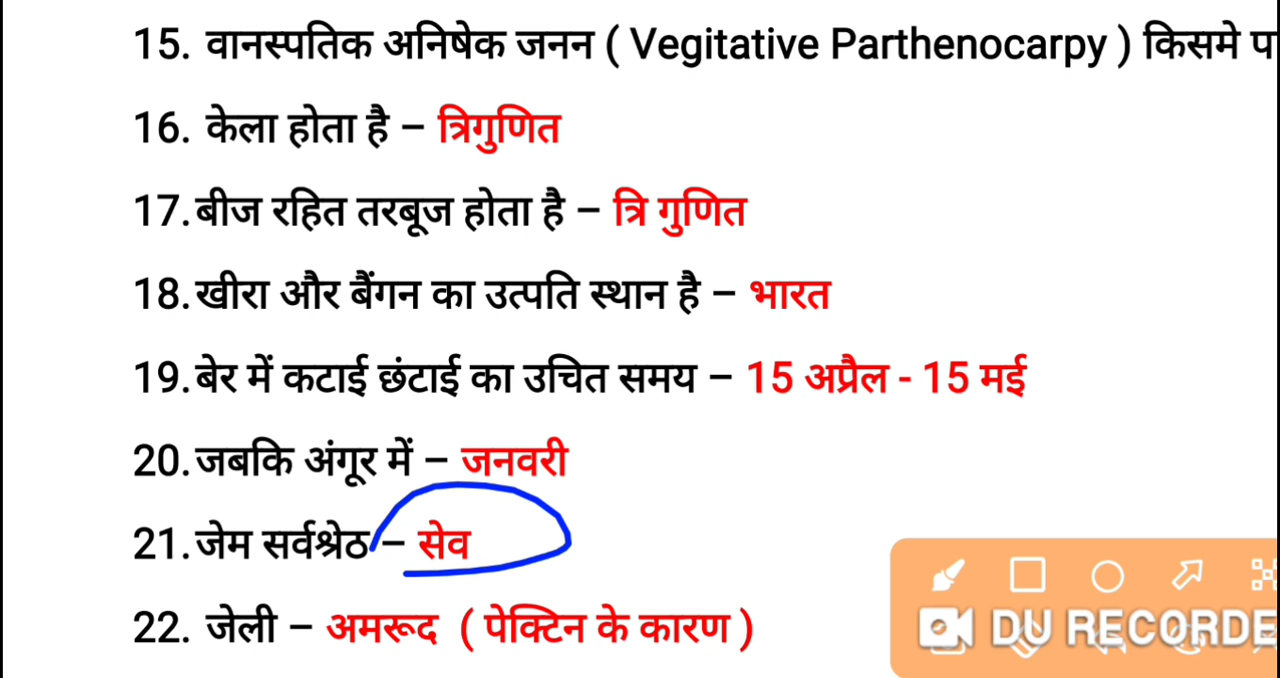 15. वानस्पतिक अनिषेक जनन ( Vegitative Parthenocarpy ) किसमे
16. केला होता है – त्रिगुणित
17. बीज रहित तरबूज होता है – त्रि गुणित
18. खीरा और बैंगन का उत्पति स्थान है – भारत
19. बेर में कटाई छंटाई का उचित समय – 15 अप्रैल - 15 मई
20. जबकि अंगूर में – जनवरी
21. जेम सर्वश्रेठ – सेव
22. जेली – अमरूद ( पेक्टिन के कारण )
DU RECORDE